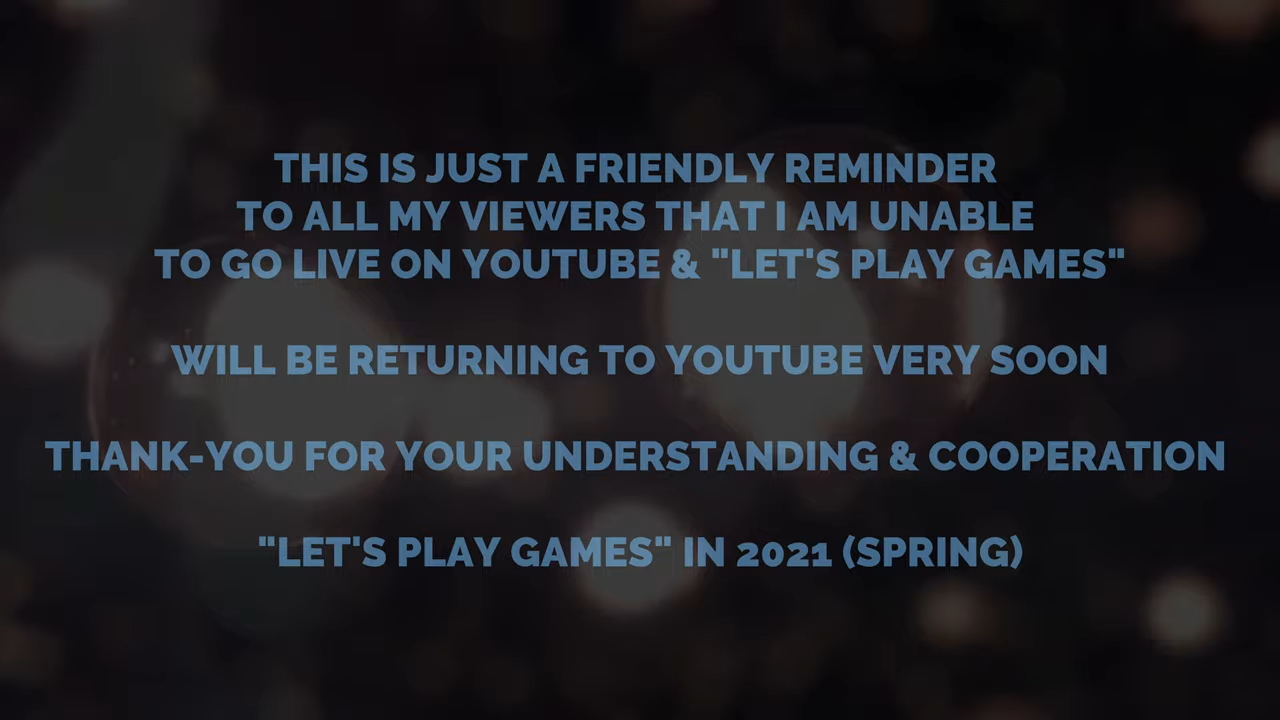 THIS IS JUST A FRIENDLY REMINDER
TO ALL MY VIEWERS THAT I AM UNABLE
TO GO LIVE ON YOUTUBE & "LET'S PLAY GAMES"
WILL BE RETURNING TO YOUTUBE VERY SOON
THANK-YOU FOR YOUR UNDERSTANDING & COOPERATION
"LET'S PLAY GAMES" IN 2021 (SPRING)